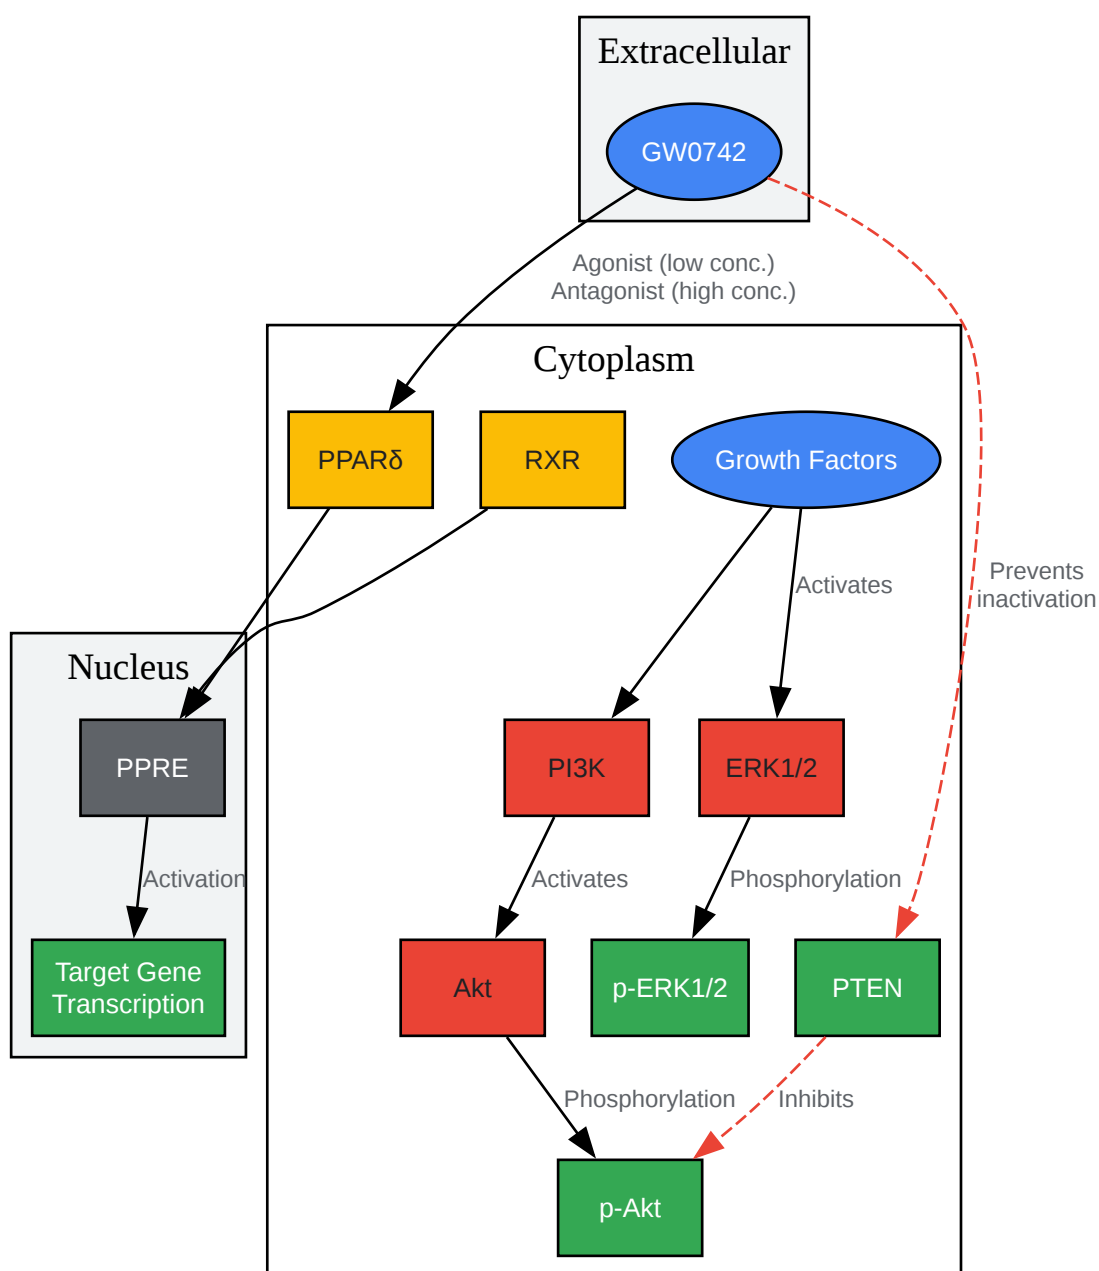 Extracellular
GW0742
Agonist (low conc.)
Antagonist (high conc.)
Cytoplasm
PPARδ
RXR
Growth Factors
Activates
Prevents
inactivation
Nucleus
PPRE
PI3K
ERK1/2
Activation
Activates
Phosphorylation
Target Gene
Transcription
Akt
p-ERK1/2
PTEN
Phosphorylation
Inhibits
p-Akt